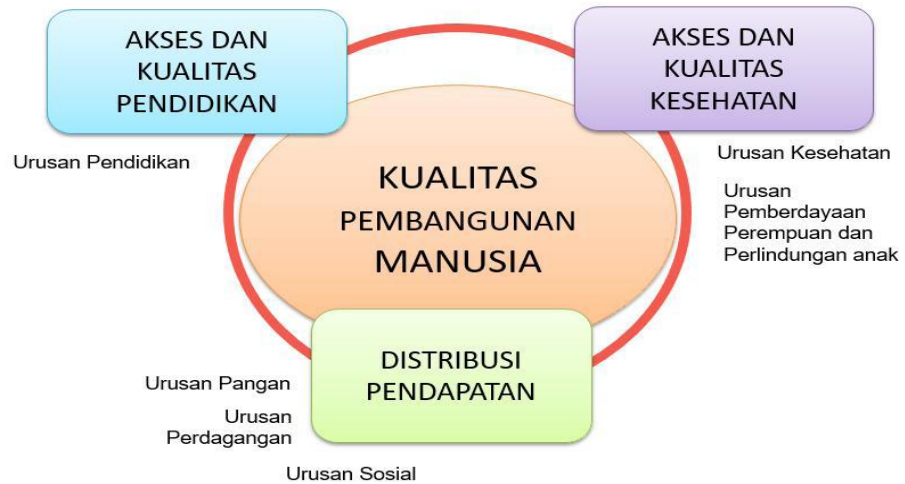 AKSES DAN
KUALITAS
PENDIDIKAN
AKSES DAN
KUALITAS
KESEHATAN
Urusan Pendidikan
Urusan Kesehatan
Urusan
Pemberdayaan
Perempuan dan
Perlindungan anak
KUALITAS
PEMBANGUNAN
MANUSIA
DISTRIBUSI
PENDAPATAN
Urusan Pangan
Urusan
Perdagangan
Urusan Sosial